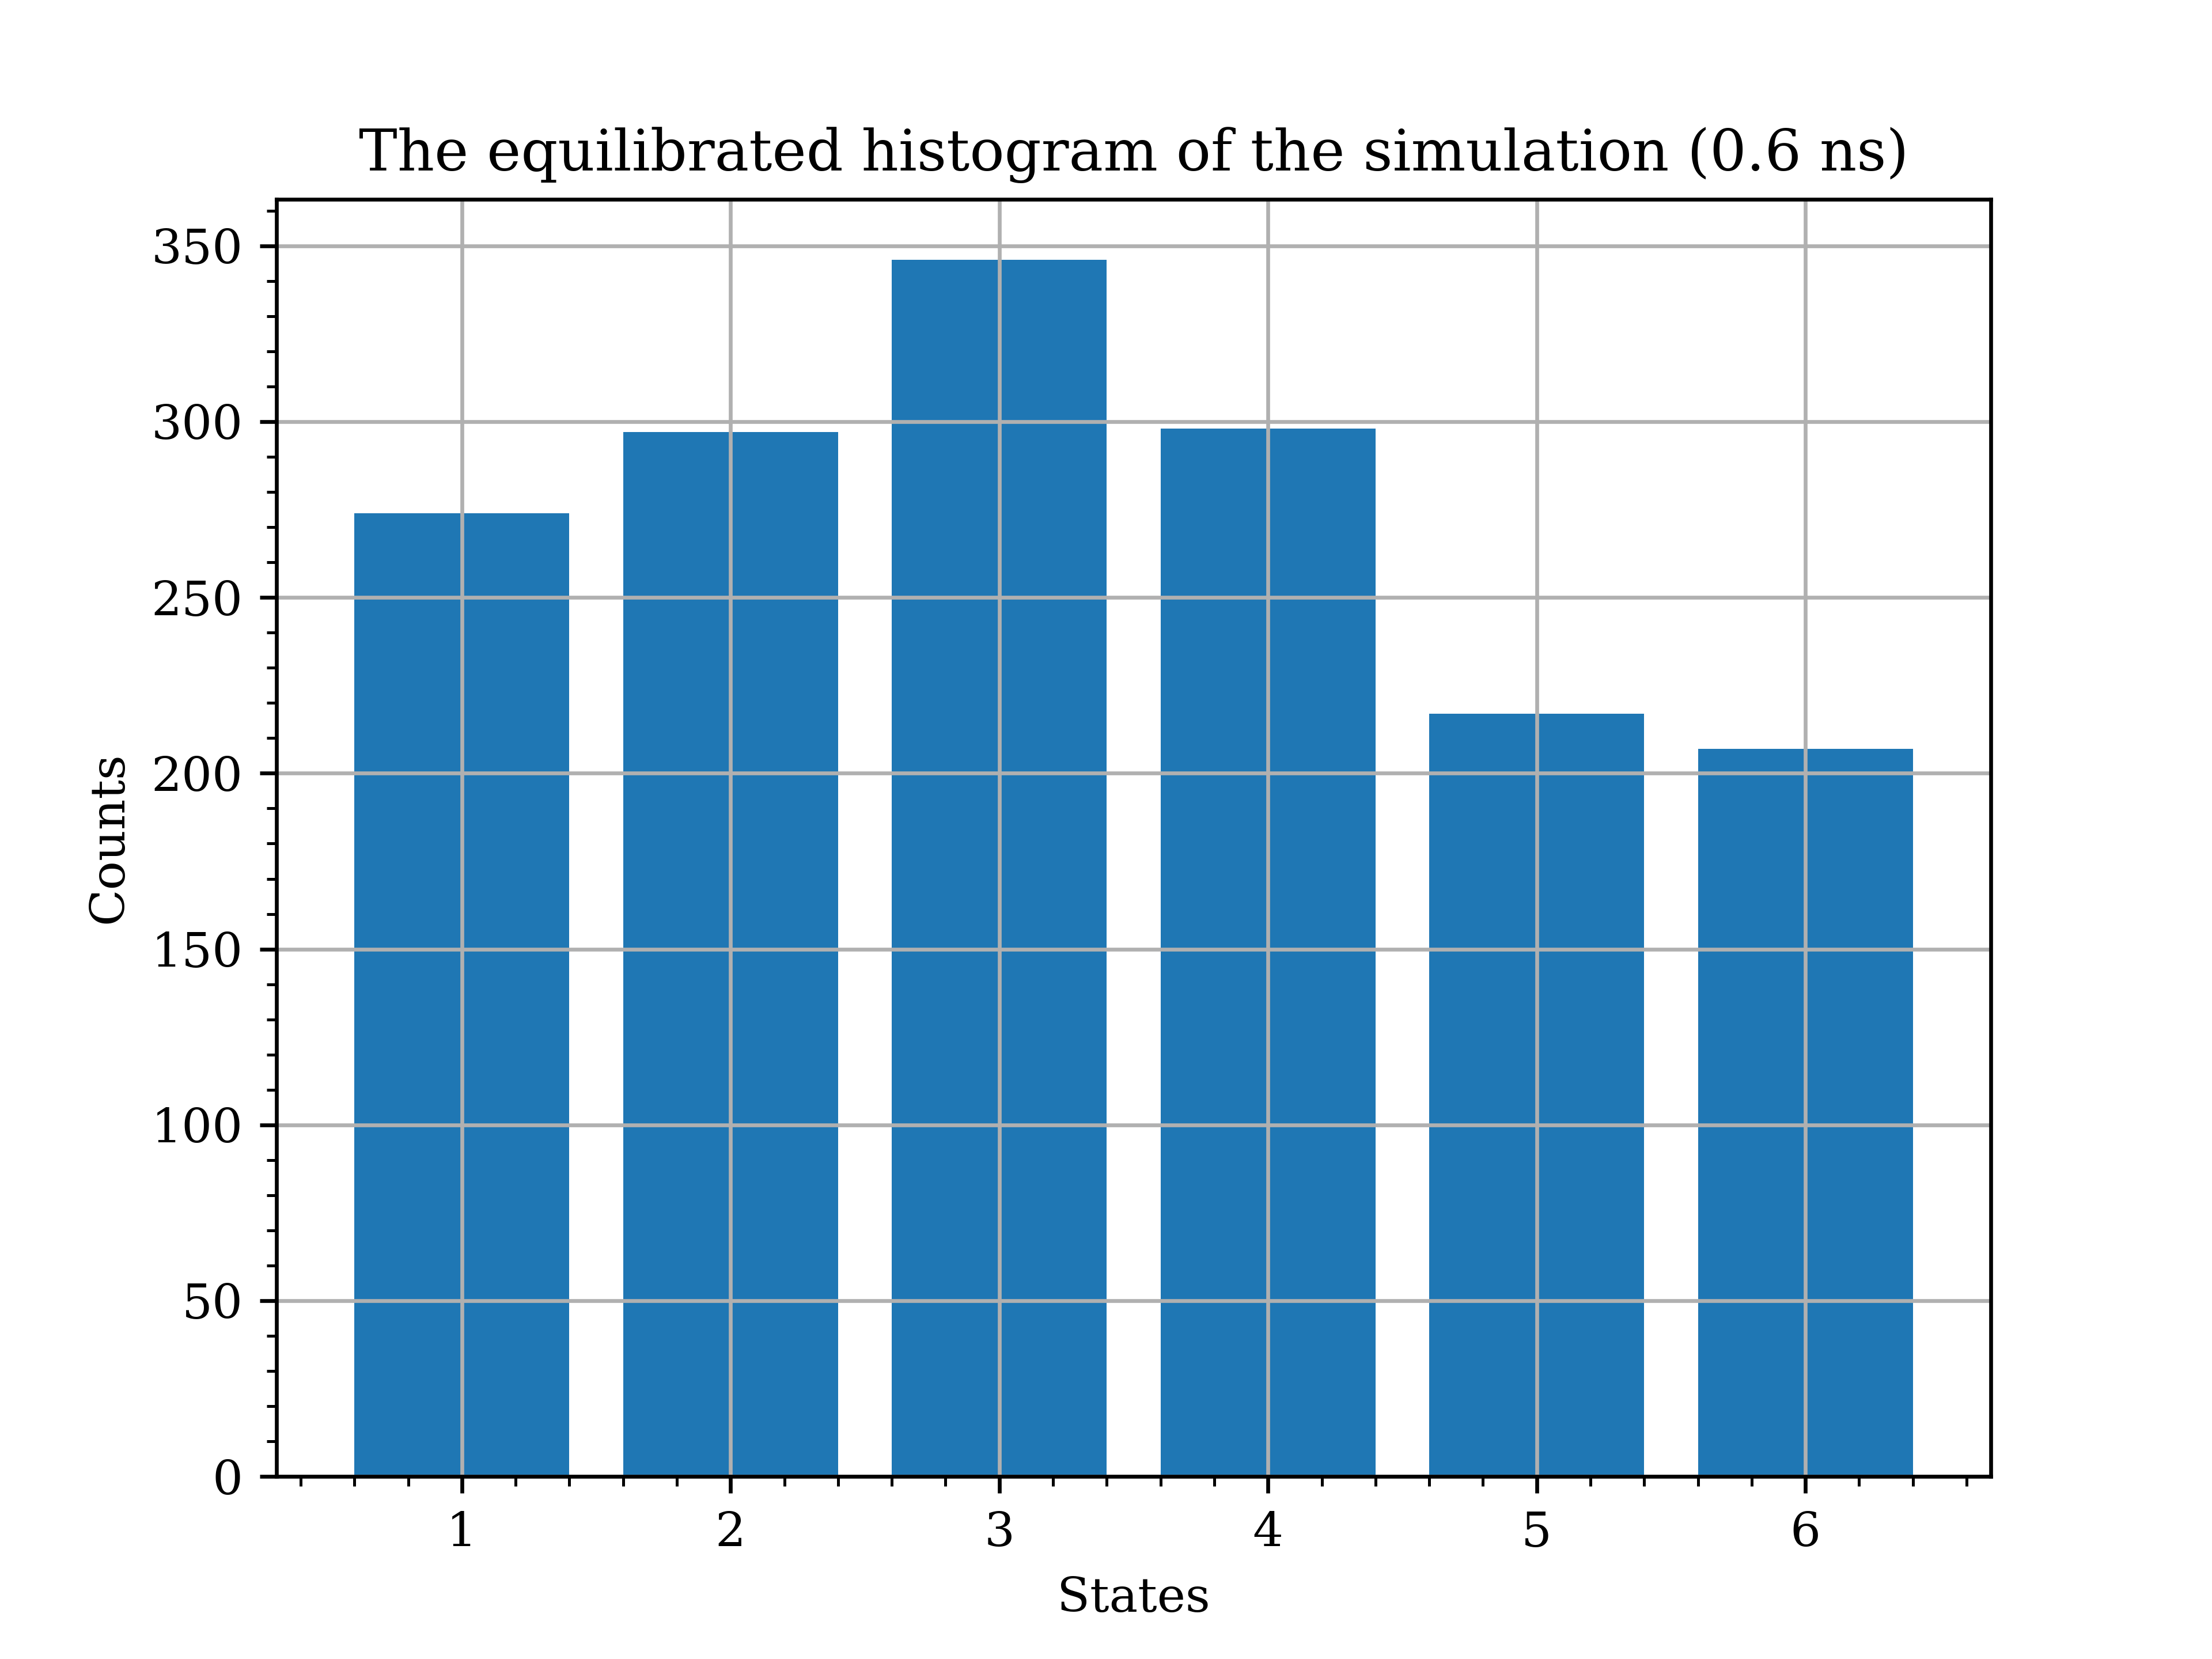 The equilibrated histogram of the simulation (0.6 ns)
350
300
250
200
150
100
50
0
Counts
1 2 3 4 5 6
States